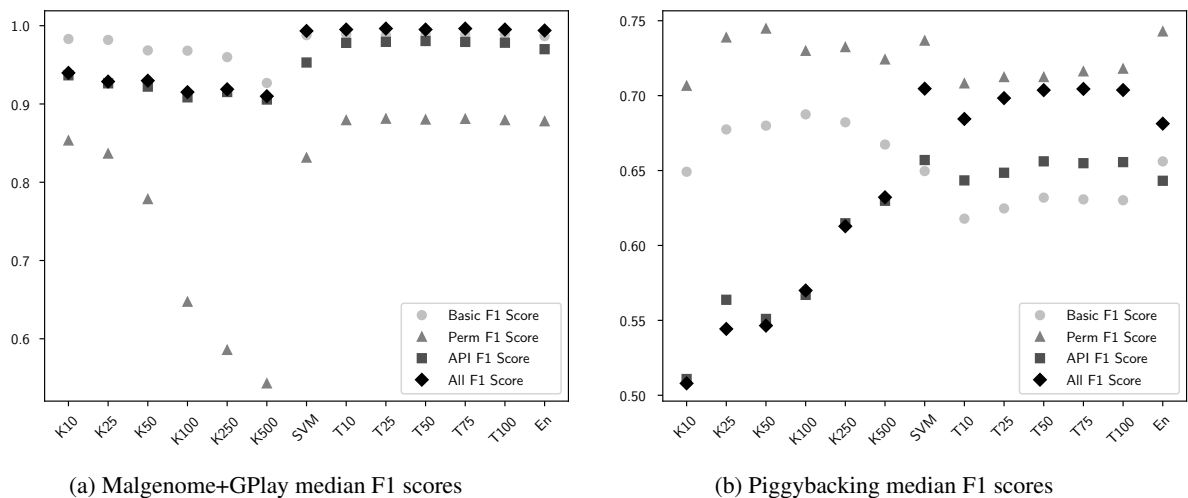 1.0
0.9
0.8
0.7
0.6
K10 K25 K50 K100 K250 K500 SVM T10 T25 T50 T75 T100 En
Basic F1 Score
Perm F1 Score
API F1 Score
All F1 Score
(a) Malgenome+GPlay median F1 scores
0.75
0.70
0.65
0.60
0.55
0.50
K10 K25 K50 K100 K250 K500 SVM T10 T25 T50 T75 T100 En
Basic F1 Score
Perm F1 Score
API F1 Score
All F1 Score
(b) Piggybacking median F1 scores